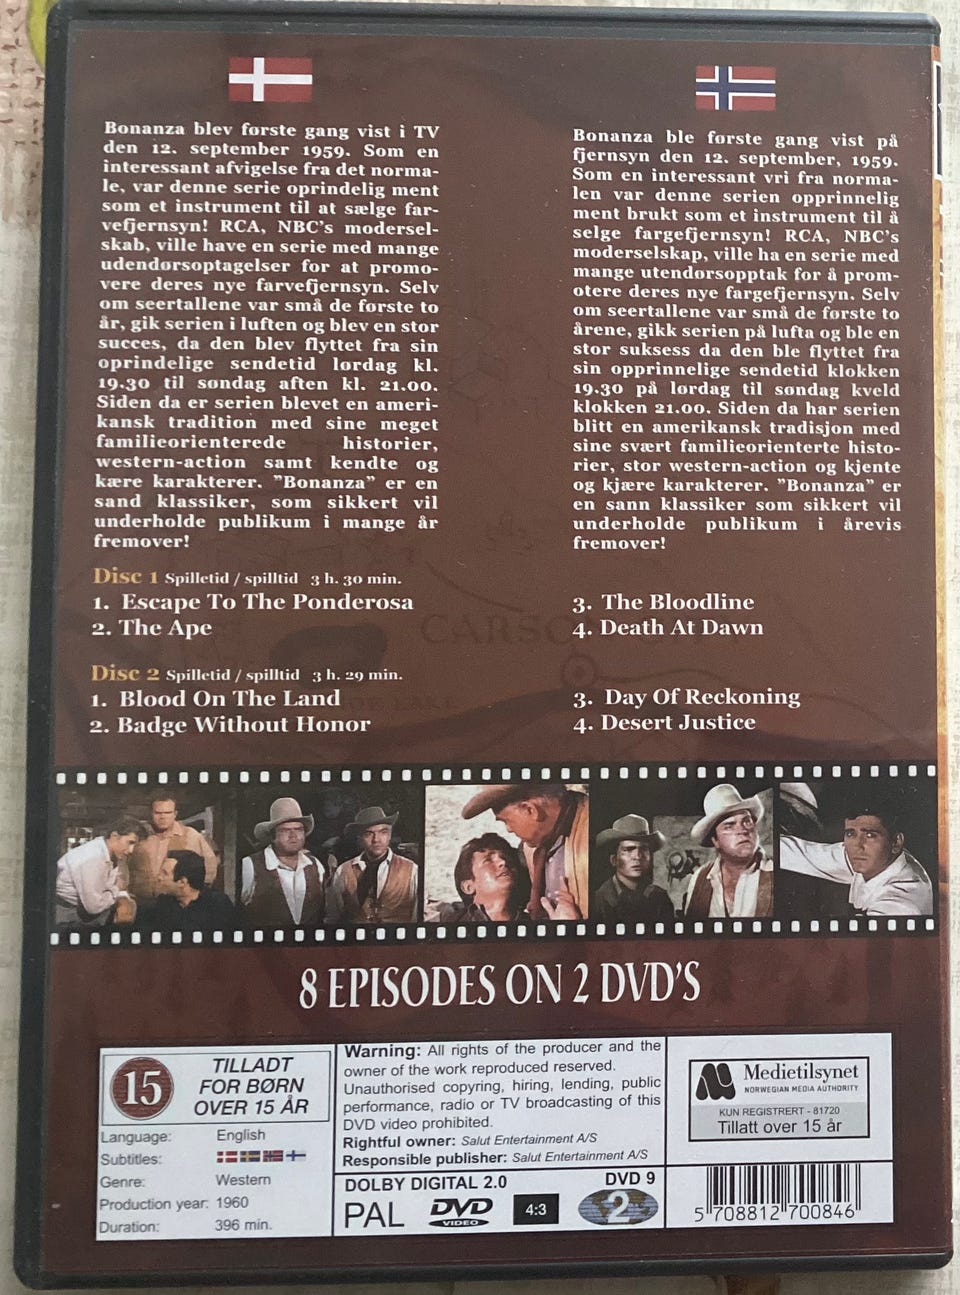 Bonanza blev første gang vist i TV
den 12. september 1959. Som en
interessant afvigelse fra det norma-
le, var denne serie oprindelig ment
som et instrument til at sælge far-
vefjernsyn! RCA, NBC's modersel-
skab, ville have en serie med mange
udendørsoptagelser for at promo-
vere deres nye farvefjernsyn. Selv
om seertallene var små de første to
år, gik serien i luften og blev en stor
succes, da den blev flyttet fra sin
oprindelige sendetid lørdag kl.
19.30 til søndag aften kl. 21.00.
Siden da er serien blevet en ameri-
kansk tradition med sine meget
familieorienterede historier,
western-action samt kendte og
kære karakterer. ”Bonanza” er en
sand klassiker, som sikkert vil
underholde publikum i mange år
fremover!
Bonanza ble første gang vist på
fjernsyn den 12. september, 1959.
Som en interessant vri fra norma-
len var denne serien opprinnelig
ment brukt som et instrument til å
selge fargefjernsyn! RCA, NBC's
moderselskap, ville ha en serie med
mange utendørsopptak for å prom-
otere deres nye fargefjernsyn. Selv
om seertallene var små de første to
årene, gikk serien på lufta og ble en
stor suksess da den ble flyttet fra
sin opprinnelige sendetid klokken
19.30 på lørdag til søndag kveld
klokken 21.00. Siden da har serien
blitt en amerikansk tradisjon med
sine svært familieorienterte histo-
rier, stor western-action og kjente
og kjære karakterer. ”Bonanza” er
en sann klassiker som sikkert vil
underholde publikum i årevis
fremover!
Disc 1 Spilletid / spilltid 3 h. 30 min.
1. Escape To The Ponderosa
2. The Ape
3. The Bloodline
4. Death At Dawn
Disc 2 Spilletid / spilltid 3 h. 29 min.
1. Blood On The Land
2. Badge Without Honor
3. Day Of Reckoning
4. Desert Justice
8 EPISODES ON 2 DVD'S
15
TILLADT
FOR BØRN
OVER 15 ÅR
Language: English
Subtitles:
Genre: Western
Production year: 1960
Duration: 396 min.
Warning: All rights of the producer and the
owner of the work reproduced reserved.
Unauthorised copying, hiring, lending, public
performance, radio or TV broadcasting of this
DVD video prohibited.
Rightful owner: Salut Entertainment A/S
Responsible publisher: Salut Entertainment A/S
DOLBY DIGITAL 2.0 DVD 9
PAL DVD VIDEO 4:3 2
Medietilsynet
NORWEGIAN MEDIA AUTHORITY
KUN REGISTRERT - 81720
Tillatt over 15 år
5 708812 700846